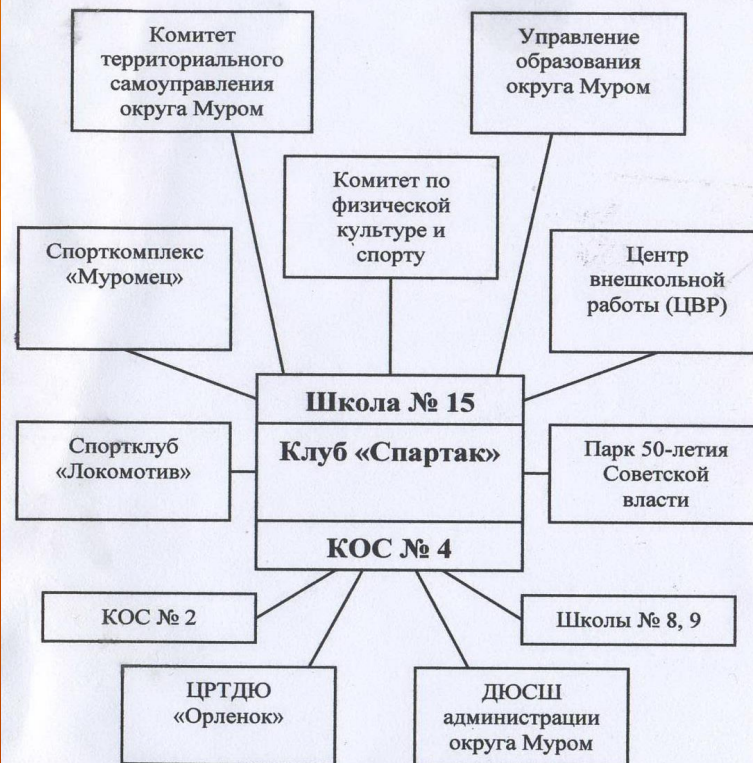 Комитет
территориального
самоуправления
округа Муром
Управление
образования
округа Муром
Комитет по
физической
культуре и
спорту
Спорткомплекс
«Муромец»
Центр
внешкольной
работы (ЦВР)
Школа № 15
Клуб «Спартак»
КОС № 4
Спортклуб
«Локомотив»
Парк 50-летия
Советской
власти
КОС № 2
Школы № 8, 9
ЦРТДЮ
«Орленок»
ДЮСШ
администрации
округа Муром